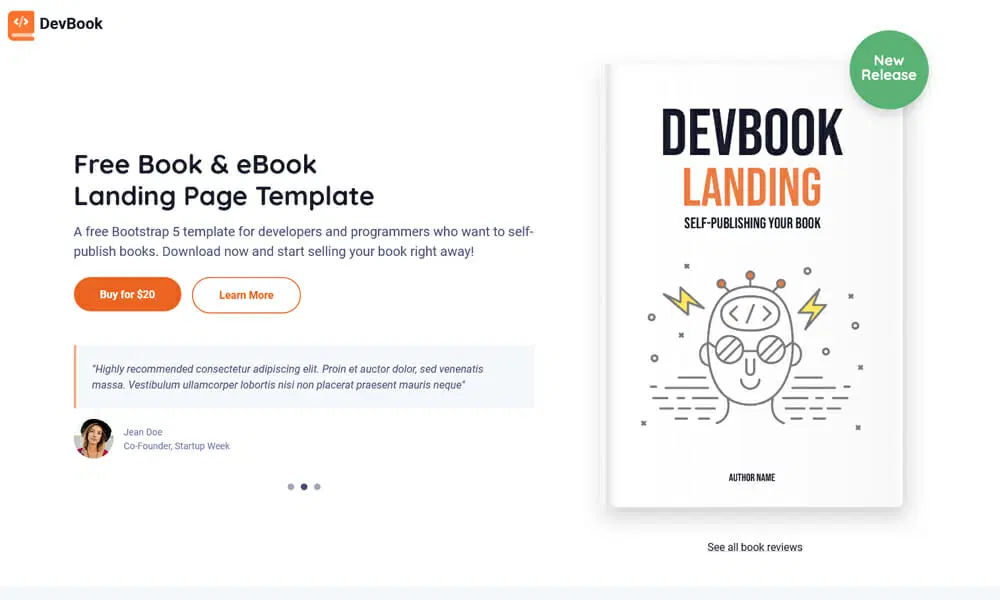 </> DevBook
Free Book & eBook
Landing Page Template
A free Bootstrap 5 template for developers and programmers who want to self-
publish books. Download now and start selling your book right away!
Buy for $20
Learn More
"Highly recommended consectetur adipiscing elit. Proin et auctor dolor, sed venenatis
massa. Vestibulum ullamcorper lobortis nisi non placerat praesent mauris neque"
Jean Doe
Co-Founder, Startup Week
New
Release
DEVBOOK
LANDING
SELF-PUBLISHING YOUR BOOK
</>
AUTHOR NAME
See all book reviews